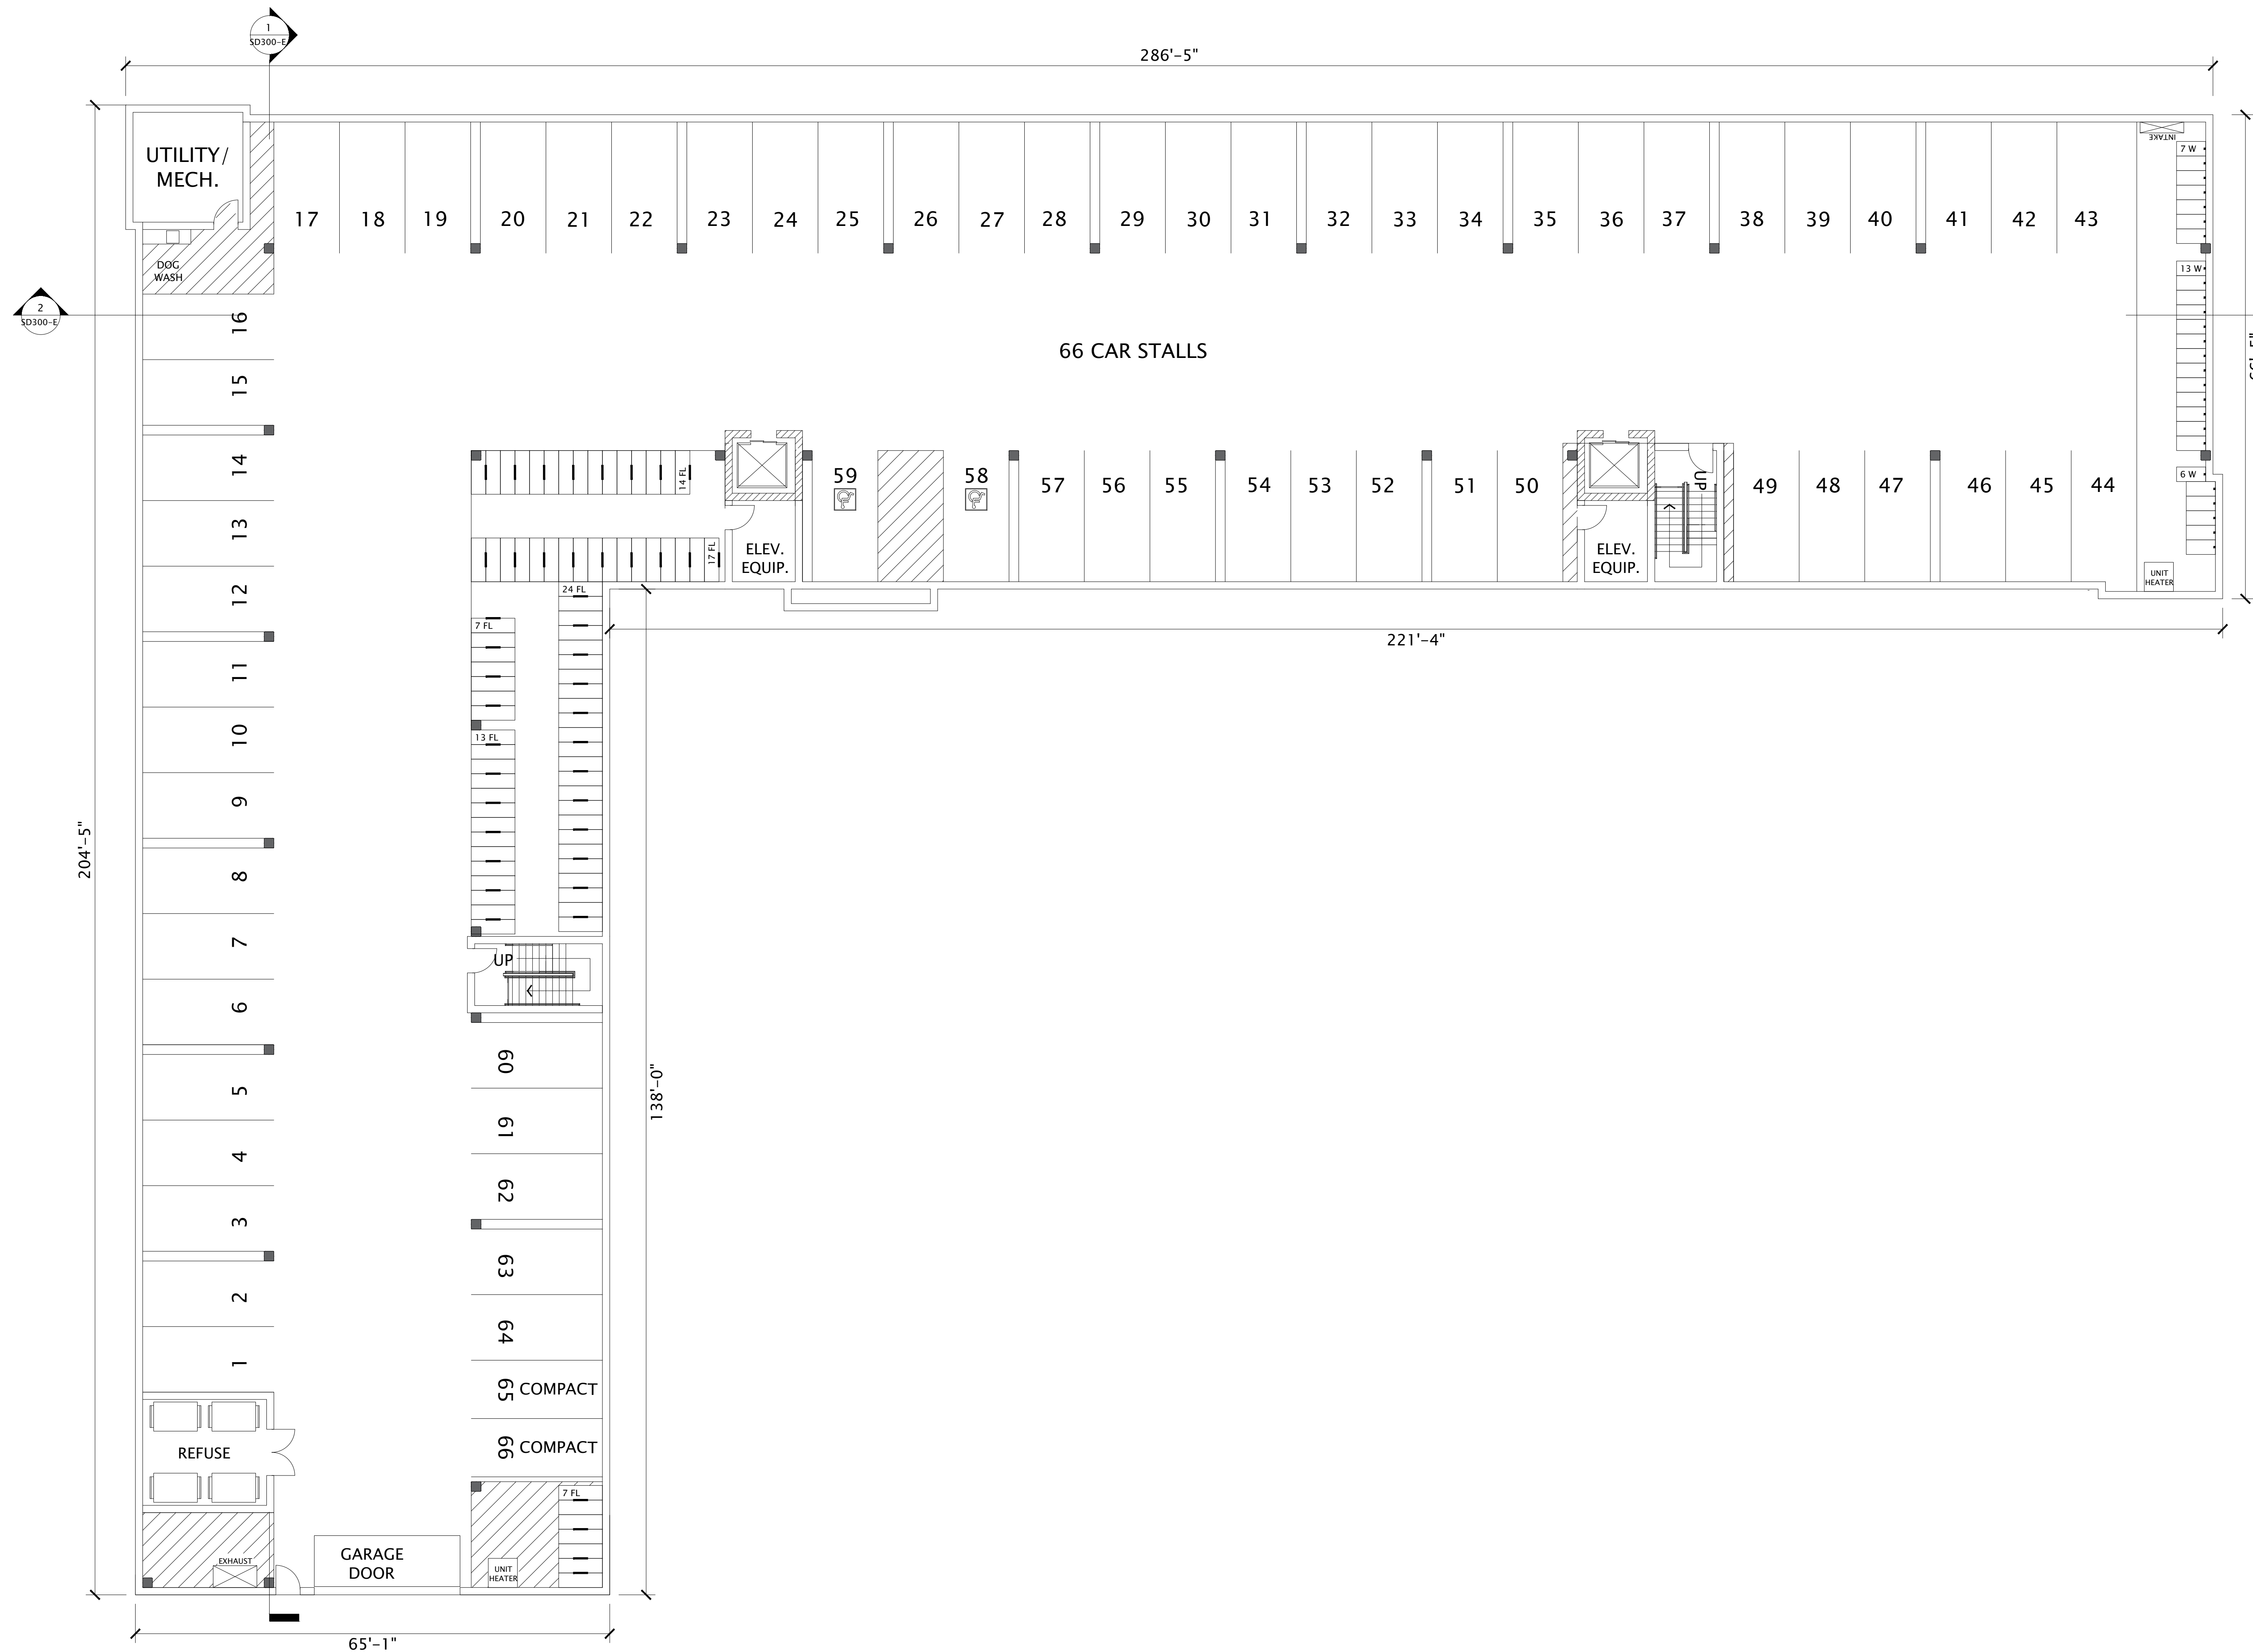 1
SD300-E
286'-5"
UTILITY/
MECH.
INTAKE
7 W
17 18 19 20 21 22 23 24 25 26 27 28 29 30 31 32 33 34 35 36 37 38 39 40 41 42 43
DOG
WASH
13 W
2
SD300-E
16
66 CAR STALLS
15
14
14 FL
59
58
57 56 55 54 53 52 51 50
UP
49 48 47 46 45 44
6 W
13
17 FL
ELEV.
EQUIP.
ELEV.
EQUIP.
UNIT
HEATER
12
24 FL
7 FL
221'-4"
11
10
13 FL
9
204'-5"
8
7
UP
6
60
5
138'-0"
61
4
62
3
63
2
64
1
65 COMPACT
66 COMPACT
REFUSE
7 FL
EXHAUST
GARAGE
DOOR
UNIT
HEATER
65'-1"